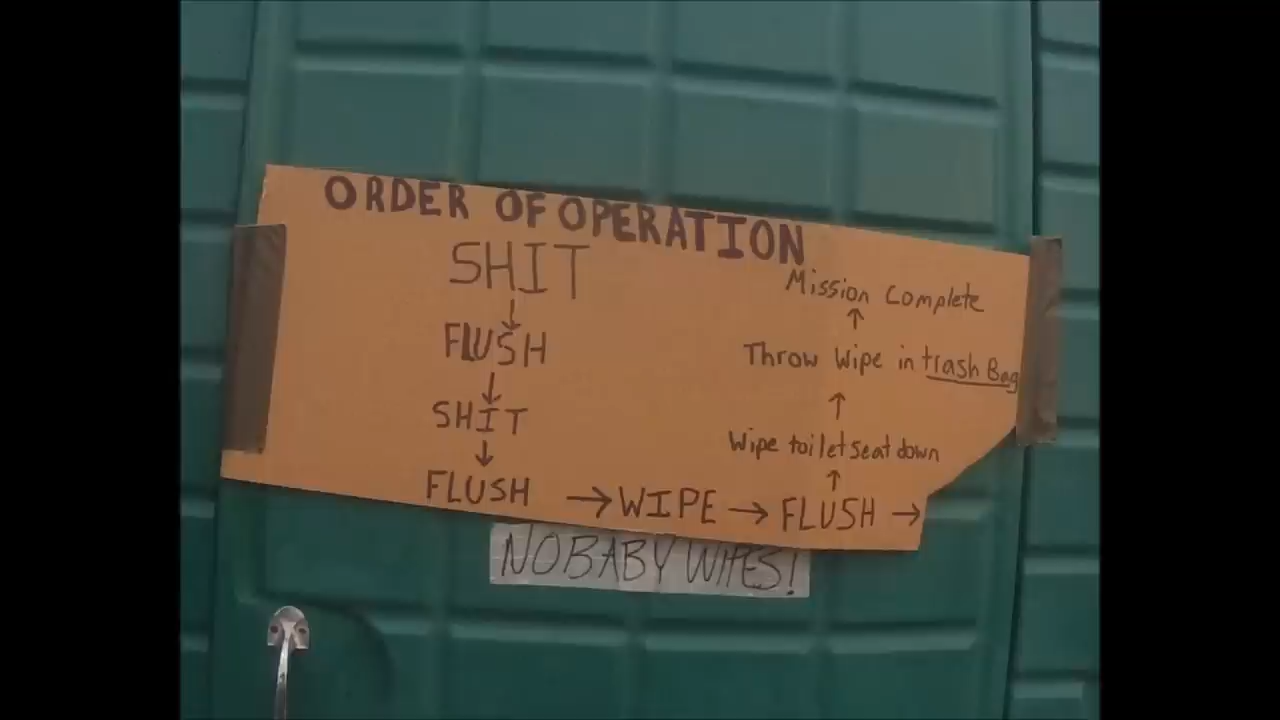 ORDER OF OPERATION
SHIT
↓
FLUSH
↓
SHIT
↓
FLUSH → WIPE → FLUSH →
↑
Wipe toilet seat down
↑
Throw Wipe in trash Bag
↑
Mission Complete
NO BABY WIPES!